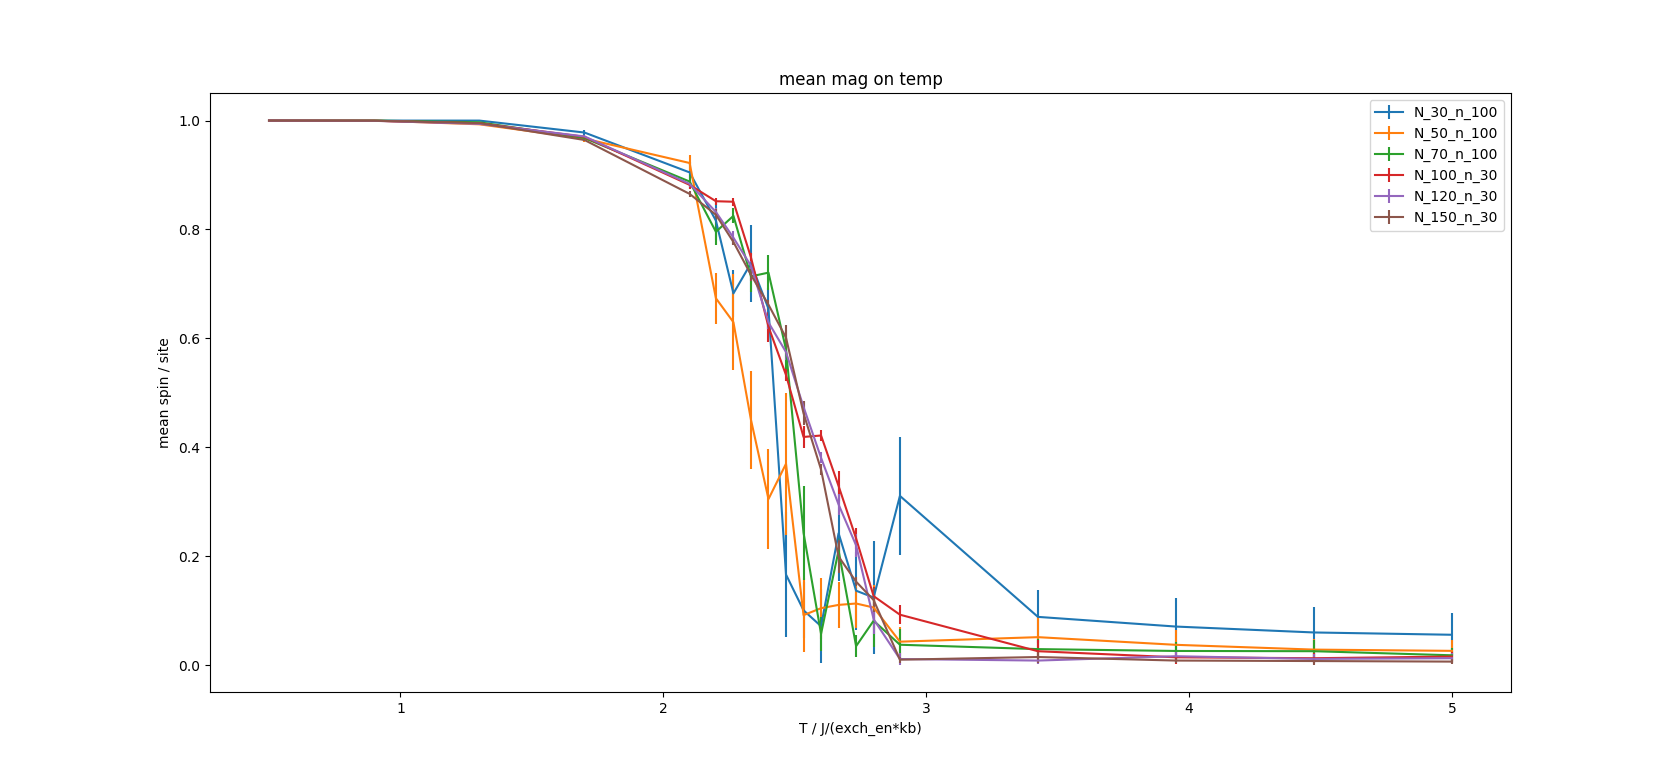 mean mag on temp
N_30_n_100
N_50_n_100
N_70_n_100
N_100_n_30
N_120_n_30
N_150_n_30
mean spin / site
1.0
0.8
0.6
0.4
0.2
0.0
1 2 3 4 5
T / J/(exch_en*kb)